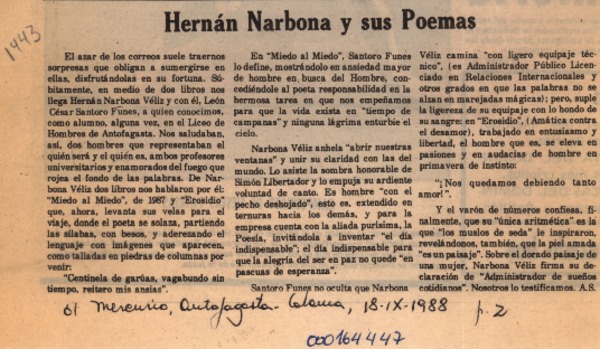 1443
Hernán Narbona y sus Poemas
El azar de los correos suele traernos
sorpresas que obligan a sumergirse en
ellas, disfrutándolas en su fortuna. Sú-
bitamente, en medio de dos libros nos
llega Hernán Narbona Véliz y con él, León
César Santoro Funes, a quien conocimos,
como alumno, alguna vez, en el Liceo de
Hombres de Antofagasta. Nos saludaban,
así, dos hombres que representaban el
quién será y el quién es, ambos profesores
universitarios y enamorados del fuego que
rojea el fondo de las palabras. De Nar-
bona Véliz dos libros nos hablaron por él:
"Miedo al Miedo", de 1987 y "Erosidio"
que, ahora, levanta sus velas para el
viaje, donde el poeta se solaza, partiendo
las sílabas, con besos, y aderezando el
lenguaje con imágenes que aparecen,
como talladas en piedras de columnas por
venir:
"Centinela de garúas, vagabundo sin
tiempo, reitero mis ansias".
En "Miedo al Miedo", Santoro Funes
lo define, mostrándolo en ansiedad mayor
de hombre en busca del Hombre, con-
cediéndole al poeta responsabilidad en la
hermosa tarea en que nos empeñamos
para que la vida exista en "tiempo de
campanas" y ninguna lágrima enturbie el
cielo.
Narbona Véliz anhela "abrir nuestras
ventanas" y unir su claridad con las del
mundo. Lo asiste la sombra honorable de
Simón Libertador y lo empuja su ardiente
voluntad de canto. Es hombre "con el
pecho deshojado", esto es, extendido en
ternuras hacia los demás, y para la
empresa cuenta con la aliada purísima, la
Poesía, invitándola a inventar "el día
indispensable"; el día indispensable para
que la alegría del ser en paz no quede "en
pascuas de esperanza".
Santoro Funes no oculta que Narbona
Véliz camina "con ligero equipaje téc-
nico", (es Administrador Público Licen-
ciado en Relaciones Internacionales y
otros grados en que las palabras no se
alzan en marejadas mágicas); pero, suple
la ligereza de su equipaje con lo hondo de
su sangre: en "Erosidio", (Amática contra
el desamor), trabajado en entusiasmo y
libertad, el hombre que es, se eleva en
pasiones y en audacias de hombre en
primavera de instinto:
"¡Nos quedamos debiendo tanto
amor!".
Y el varón de números confiesa, fi-
nalmente, que su "única aritmética" es la
que "los muslos de seda" le inspiraron,
revelándonos, también, que la piel amada
"es un paisaje". Sobre el dorado paisaje de
una mujer, Narbona Véliz firma su de-
claración de "Administrador de sueños
cotidianos". Nosotros lo testificamos. A.S.
El Mercurio, Antofagasta-Calama, 18-IX-1988 p. 2
000164447